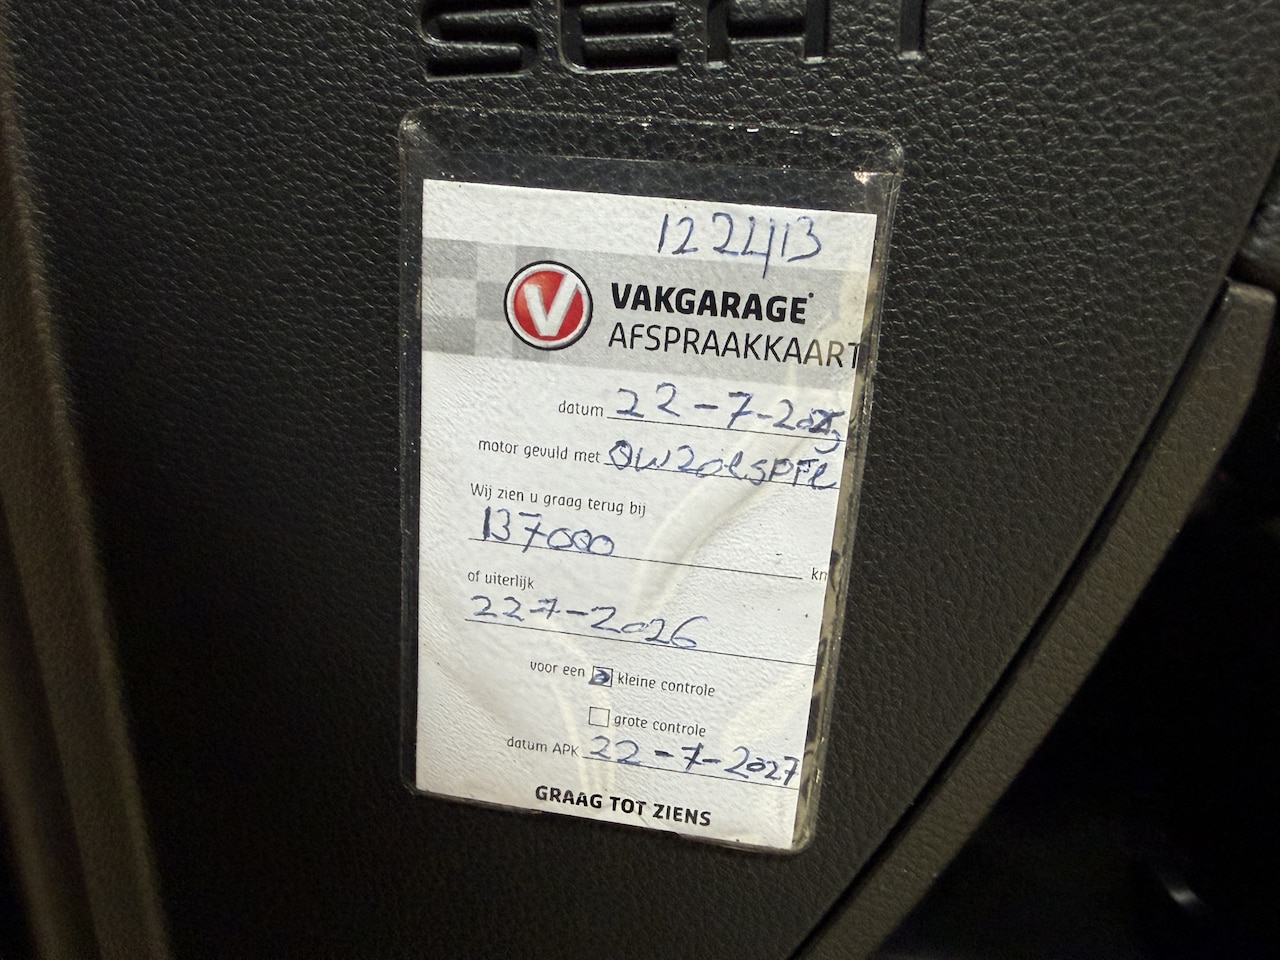 SEAT
122413
VAKGARAGE
AFSPRAAKKAART
datum 22-7-2025
motor gevuld met 0W20
Wij zien u graag terug bij
137000 km
of uiterlijk
22-7-2026
voor een kleine controle
grote controle
datum APK 22-7-2027
GRAAG TOT ZIENS